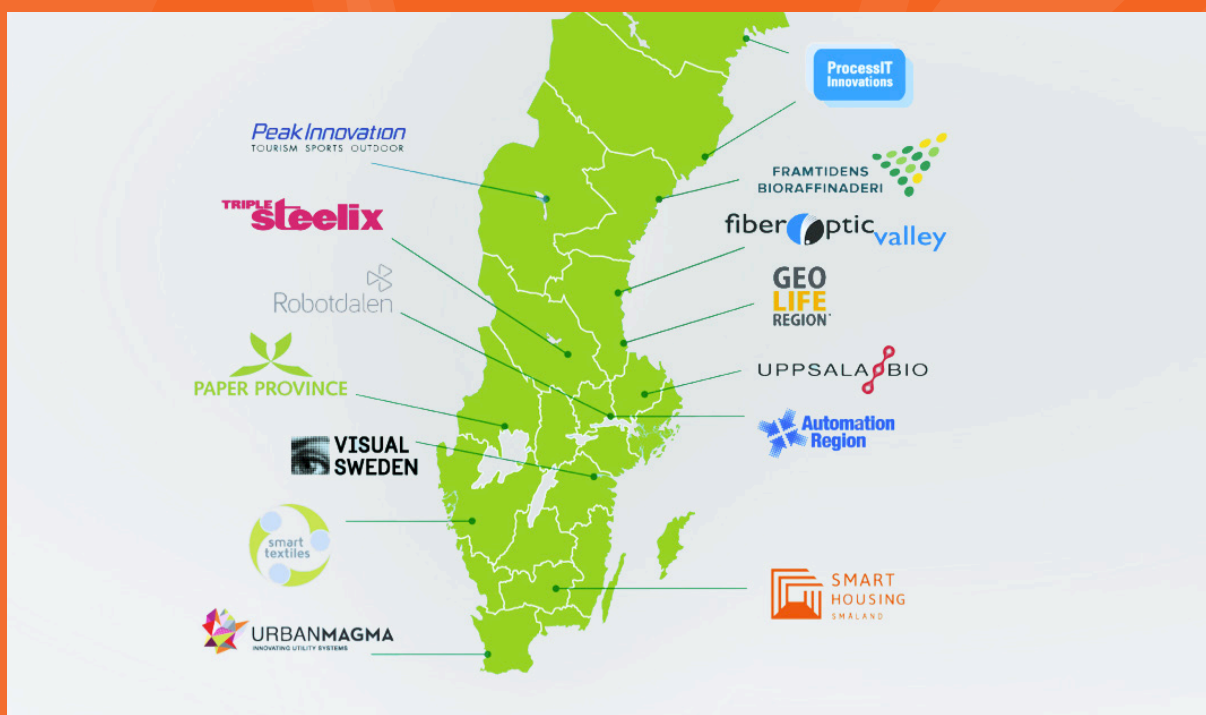 ProcessIT
Innovations
Peak Innovation
TOURISM SPORTS OUTDOOR
FRAMTIDENS
BIORAFFINADERI
TRIPLE
steelix
fiber optic
valley
GEO
LIFE
REGION
Robotdalen
PAPER PROVINCE
UPPSALA BIO
Automation
Region
VISUAL
SWEDEN
smart
textiles
SMART
HOUSING
SMÅLAND
URBANMAGMA
INNOVATING UTILITY SYSTEMS